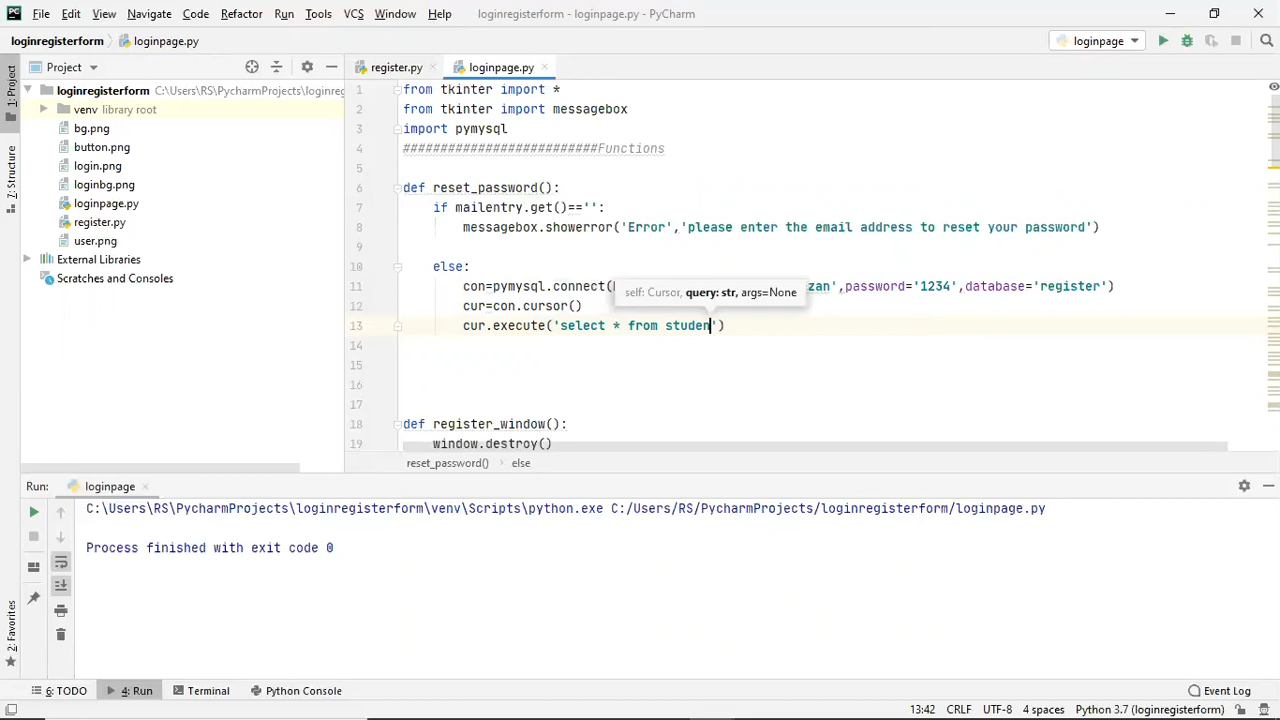 PC File Edit View Navigate Code Refactor Run Tools VCS Window Help loginregisterform - loginpage.py - PyCharm
loginregisterform loginpage.py loginpage
1: Project
Project
register.py loginpage.py
loginregisterform C:\Users\RS\PycharmProjects\loginreg
venv library root
bg.png
button.png
login.png
loginbg.png
loginpage.py
register.py
user.png
External Libraries
Scratches and Consoles
7: Structure
1 from tkinter import *
2 from tkinter import messagebox
3 import pymysql
4 ##########################Functions
5
6 def reset_password():
7 if mailentry.get()=='':
8 messagebox.showerror('Error','please enter the email address to reset your password')
9
10 else:
11 con=pymysql.connect( zan',password='1234',database='register')
self: Cursor, query: str, args=None
12 cur=con.cursor()
13 cur.execute('select * from studen')
14
15
16
17
18 def register_window():
19 window.destroy()
reset_password() else
Run: loginpage
C:\Users\RS\PycharmProjects\loginregisterform\venv\Scripts\python.exe C:/Users/RS/PycharmProjects/loginregisterform/loginpage.py
Process finished with exit code 0
2: Favorites
6: TODO 4: Run Terminal Python Console Event Log
13:42 CRLF UTF-8 4 spaces Python 3.7 (loginregisterform)